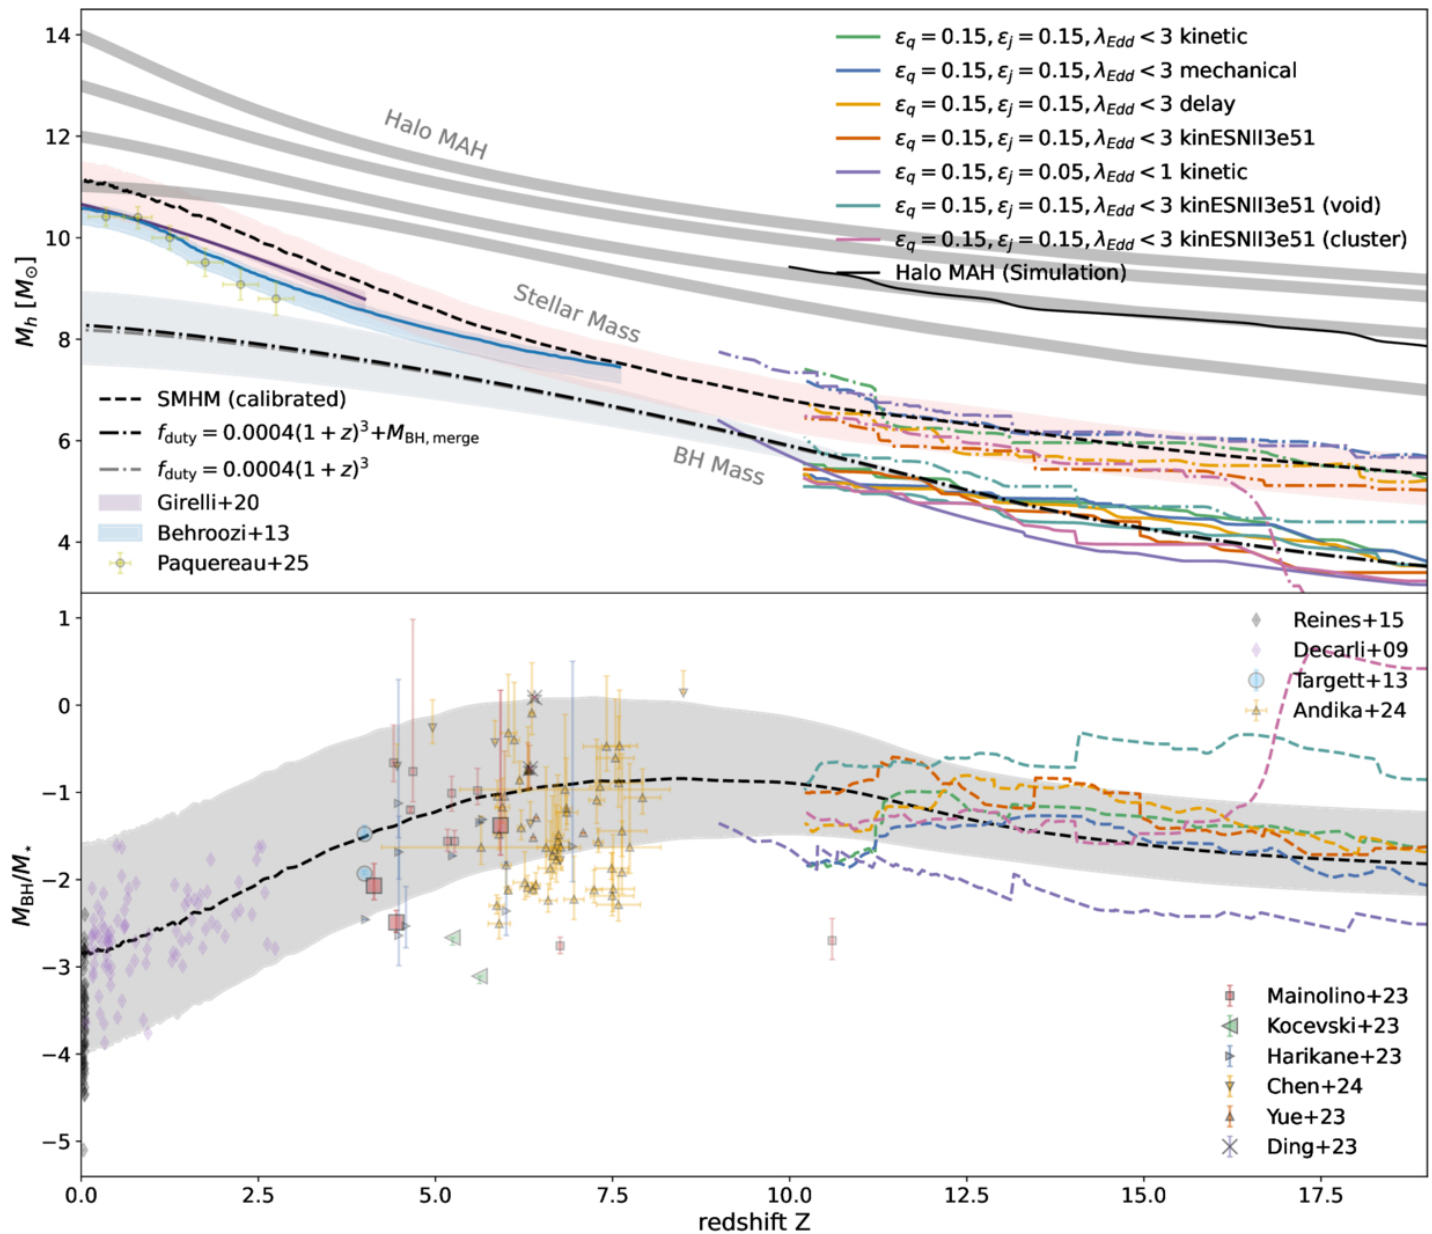 14
12
10
8
6
4
M_h [M_⊙]
Halo MAH
Stellar Mass
BH Mass
ε_q = 0.15, ε_j = 0.15, λ_Edd < 3 kinetic
ε_q = 0.15, ε_j = 0.15, λ_Edd < 3 mechanical
ε_q = 0.15, ε_j = 0.15, λ_Edd < 3 delay
ε_q = 0.15, ε_j = 0.15, λ_Edd < 3 kinESNII3e51
ε_q = 0.15, ε_j = 0.05, λ_Edd < 1 kinetic
ε_q = 0.15, ε_j = 0.15, λ_Edd < 3 kinESNII3e51 (void)
ε_q = 0.15, ε_j = 0.15, λ_Edd < 3 kinESNII3e51 (cluster)
Halo MAH (Simulation)
SMHM (calibrated)
f_duty = 0.0004(1 + z)^3+M_BH, merge
f_duty = 0.0004(1 + z)^3
Girelli+20
Behroozi+13
Paquereau+25
1
0
−1
−2
−3
−4
−5
M_BH/M_⋆
Reines+15
Decarli+09
Targett+13
Andika+24
Mainolino+23
Kocevski+23
Harikane+23
Chen+24
Yue+23
Ding+23
0.0 2.5 5.0 7.5 10.0 12.5 15.0 17.5
redshift Z